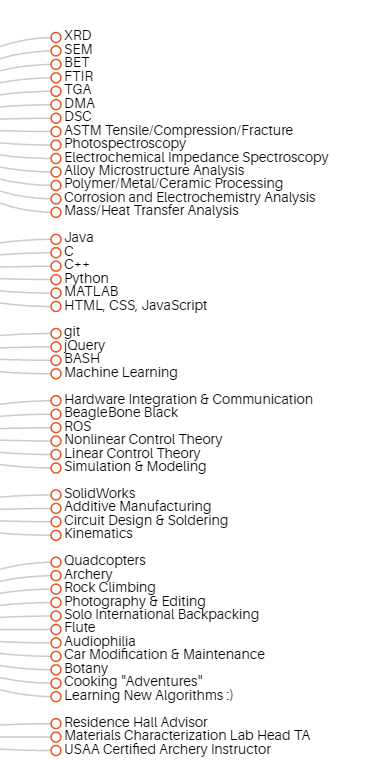 XRD
SEM
BET
FTIR
TGA
DMA
DSC
ASTM Tensile/Compression/Fracture
Photospectroscopy
Electrochemical Impedance Spectroscopy
Alloy Microstructure Analysis
Polymer/Metal/Ceramic Processing
Corrosion and Electrochemistry Analysis
Mass/Heat Transfer Analysis
Java
C
C++
Python
MATLAB
HTML, CSS, JavaScript
git
jQuery
BASH
Machine Learning
Hardware Integration & Communication
BeagleBone Black
ROS
Nonlinear Control Theory
Linear Control Theory
Simulation & Modeling
SolidWorks
Additive Manufacturing
Circuit Design & Soldering
Kinematics
Quadcopters
Archery
Rock Climbing
Photography & Editing
Solo International Backpacking
Flute
Audiophilia
Car Modification & Maintenance
Botany
Cooking "Adventures"
Learning New Algorithms :)
Residence Hall Advisor
Materials Characterization Lab Head TA
USAA Certified Archery Instructor